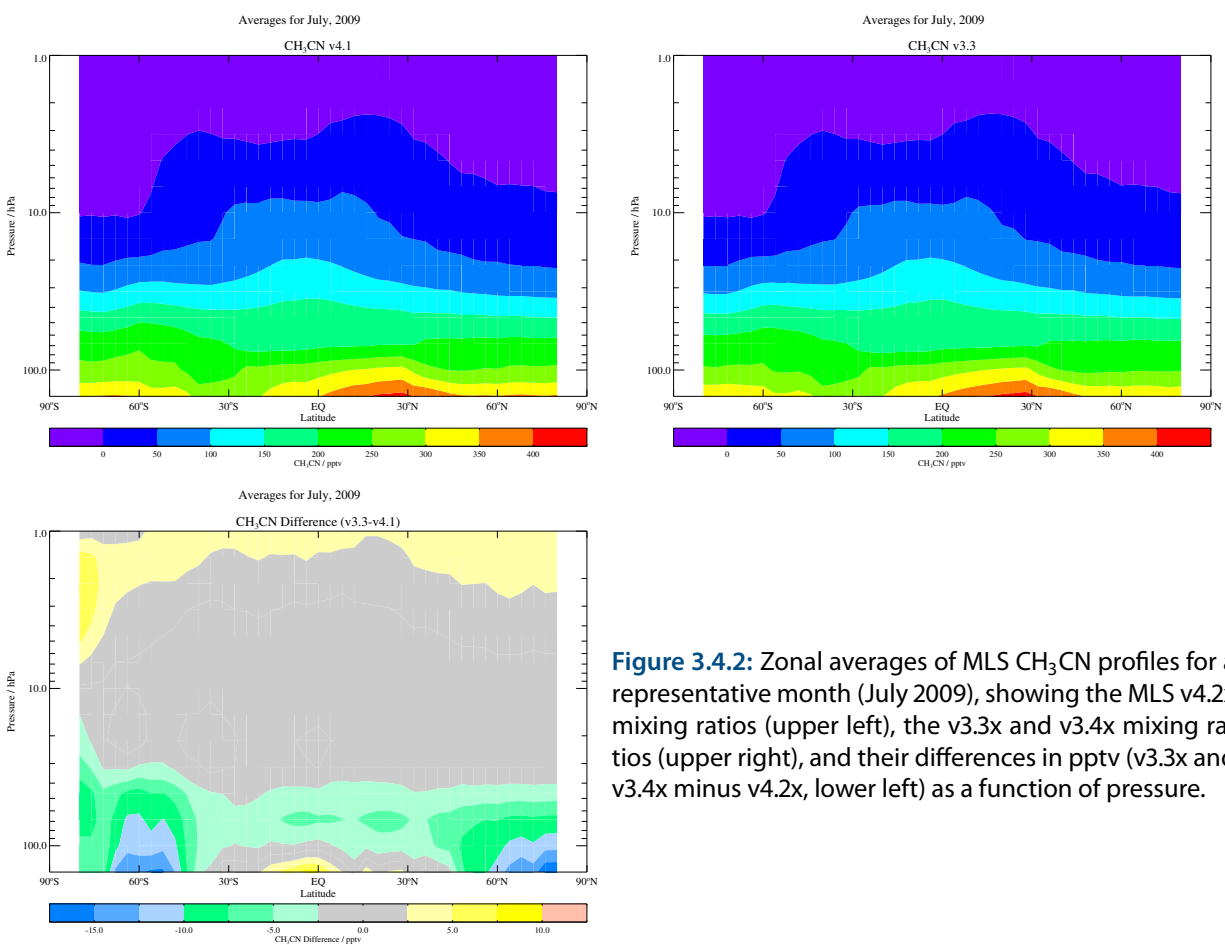 Averages for July, 2009
CH₃CN v4.1
1.0
10.0
100.0
Pressure / hPa
90°S 60°S 30°S EQ 30°N 60°N 90°N
Latitude
0 50 100 150 200 250 300 350 400
CH₃CN / pptv
Averages for July, 2009
CH₃CN v3.3
1.0
10.0
100.0
Pressure / hPa
90°S 60°S 30°S EQ 30°N 60°N 90°N
Latitude
0 50 100 150 200 250 300 350 400
CH₃CN / pptv
Averages for July, 2009
CH₃CN Difference (v3.3-v4.1)
1.0
10.0
100.0
Pressure / hPa
90°S 60°S 30°S EQ 30°N 60°N 90°N
Latitude
-15.0 -10.0 -5.0 0.0 5.0 10.0
CH₃CN Difference / pptv
Figure 3.4.2: Zonal averages of MLS CH₃CN profiles for a
representative month (July 2009), showing the MLS v4.2x
mixing ratios (upper left), the v3.3x and v3.4x mixing ra
tios (upper right), and their differences in pptv (v3.3x and
v3.4x minus v4.2x, lower left) as a function of pressure.